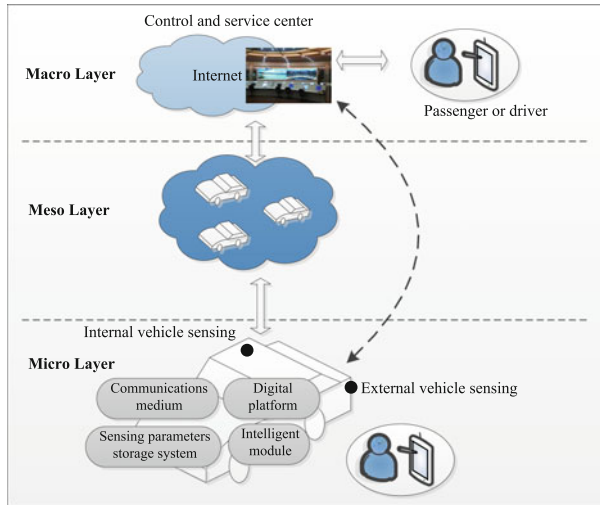 Control and service center
Macro Layer
Internet
Passenger or driver
Meso Layer
Internal vehicle sensing
Micro Layer
External vehicle sensing
Communications
medium
Digital
platform
Sensing parameters
storage system
Intelligent
module